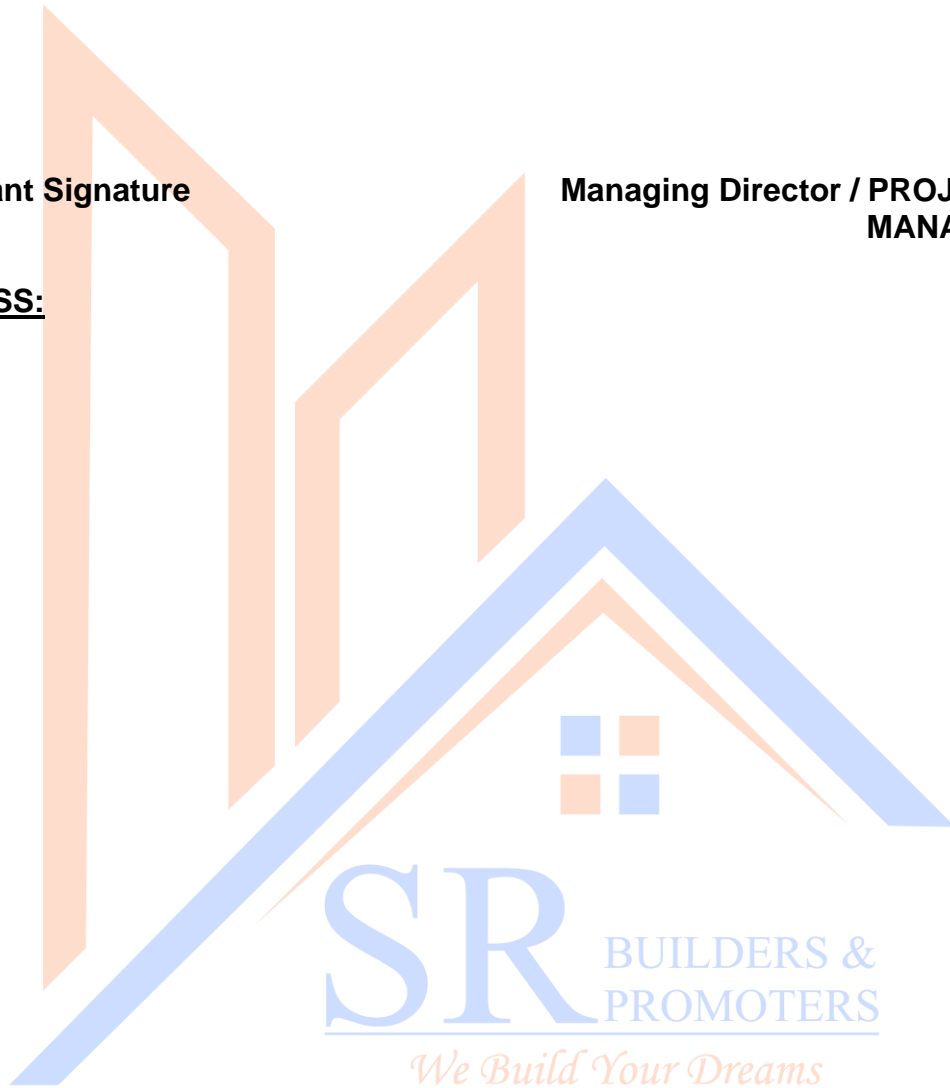 ant Signature Managing Director / PROJ
MANA
SS:
SR
BUILDERS &
PROMOTERS
We Build Your Dreams